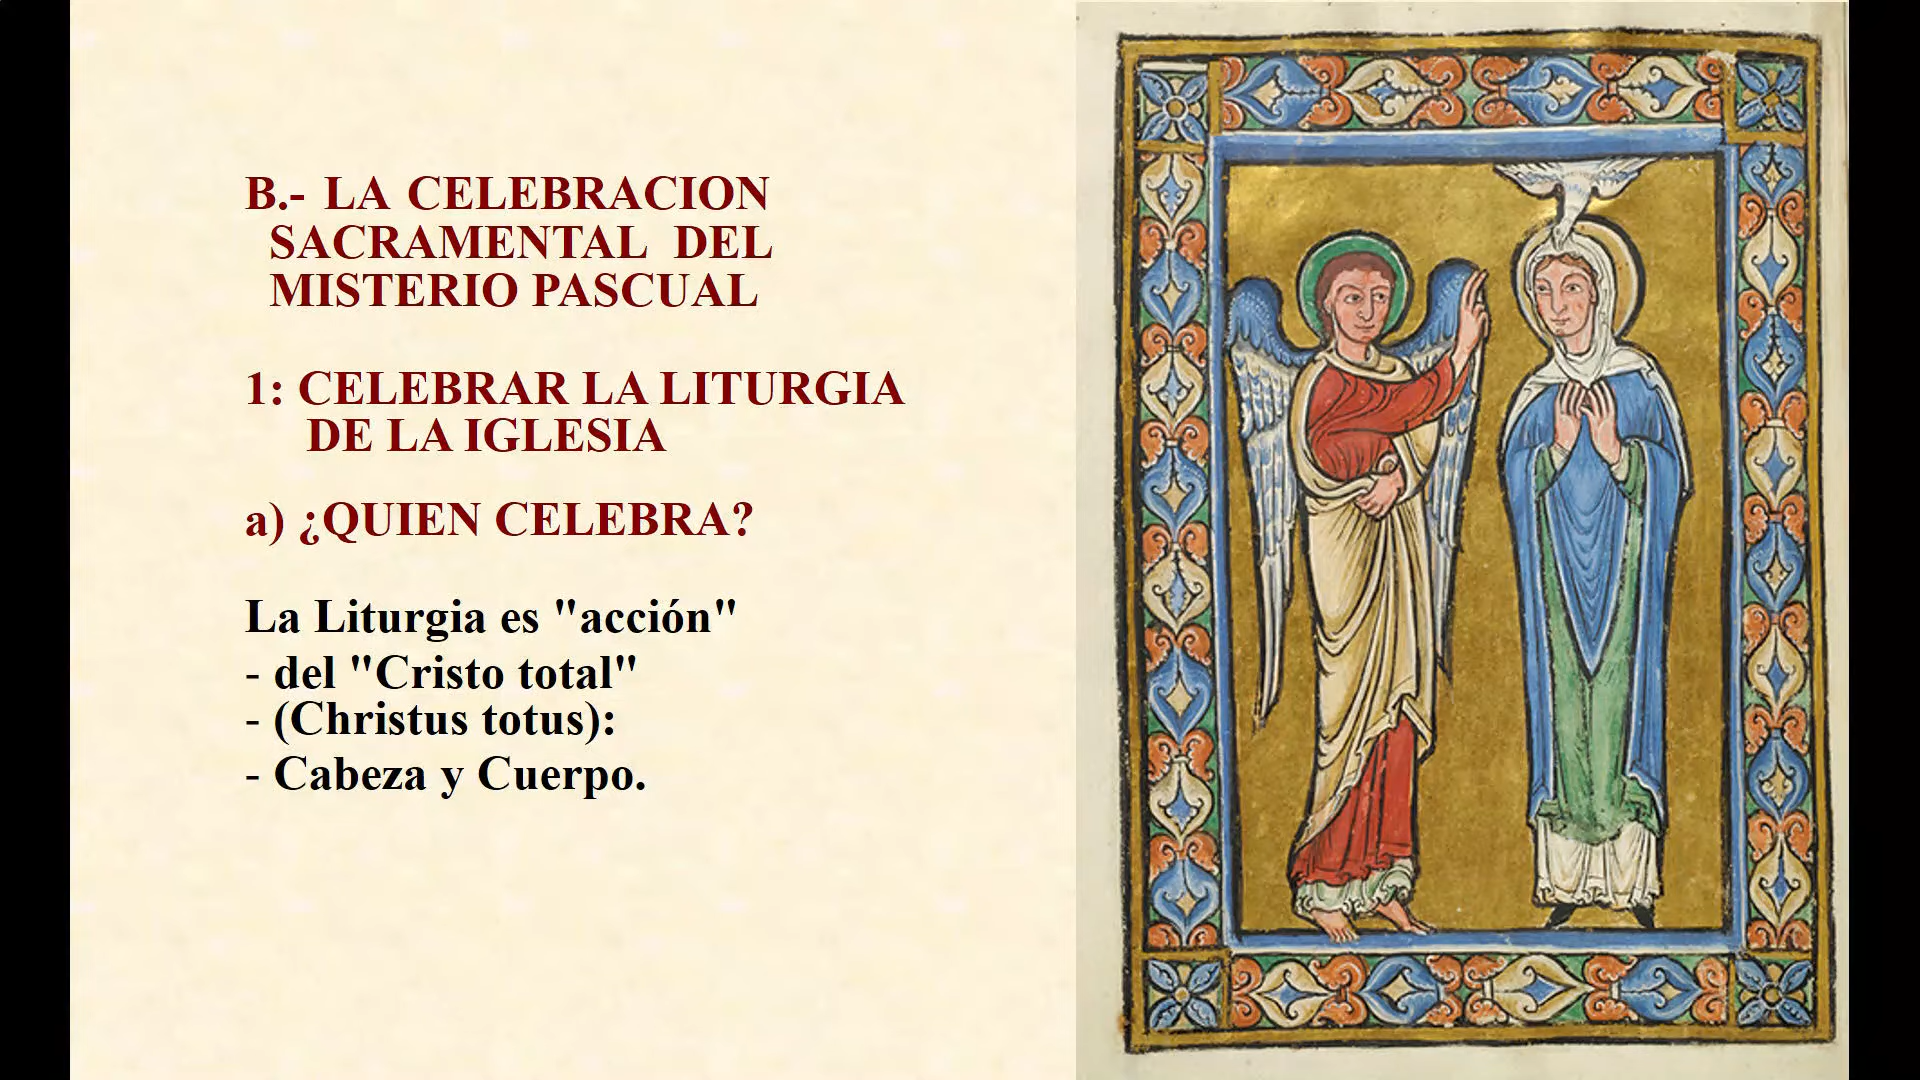 B.- LA CELEBRACION
SACRAMENTAL DEL
MISTERIO PASCUAL
1: CELEBRAR LA LITURGIA
DE LA IGLESIA
a) ¿QUIEN CELEBRA?
La Liturgia es "acción"
- del "Cristo total"
- (Christus totus):
- Cabeza y Cuerpo.